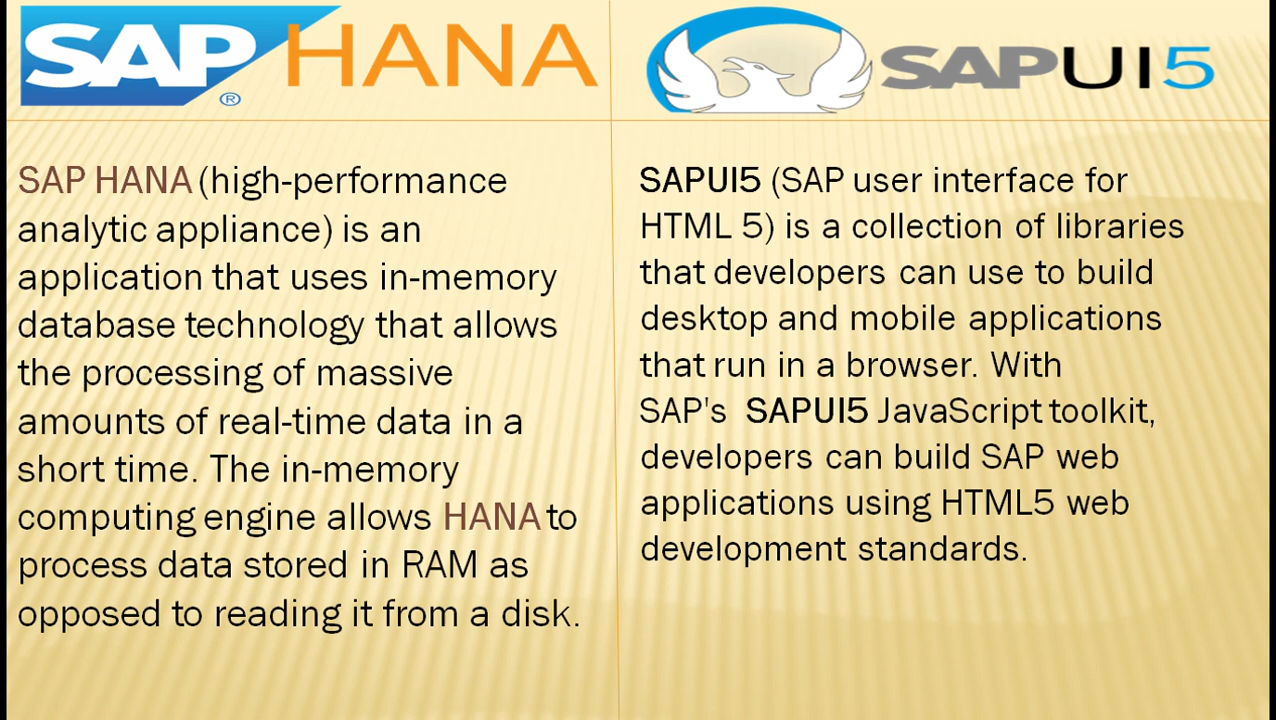 SAP HANA
®
SAPUI5
SAP HANA (high-performance
analytic appliance) is an
application that uses in-memory
database technology that allows
the processing of massive
amounts of real-time data in a
short time. The in-memory
computing engine allows HANA to
process data stored in RAM as
opposed to reading it from a disk.
SAPUI5 (SAP user interface for
HTML 5) is a collection of libraries
that developers can use to build
desktop and mobile applications
that run in a browser. With
SAP's SAPUI5 JavaScript toolkit,
developers can build SAP web
applications using HTML5 web
development standards.